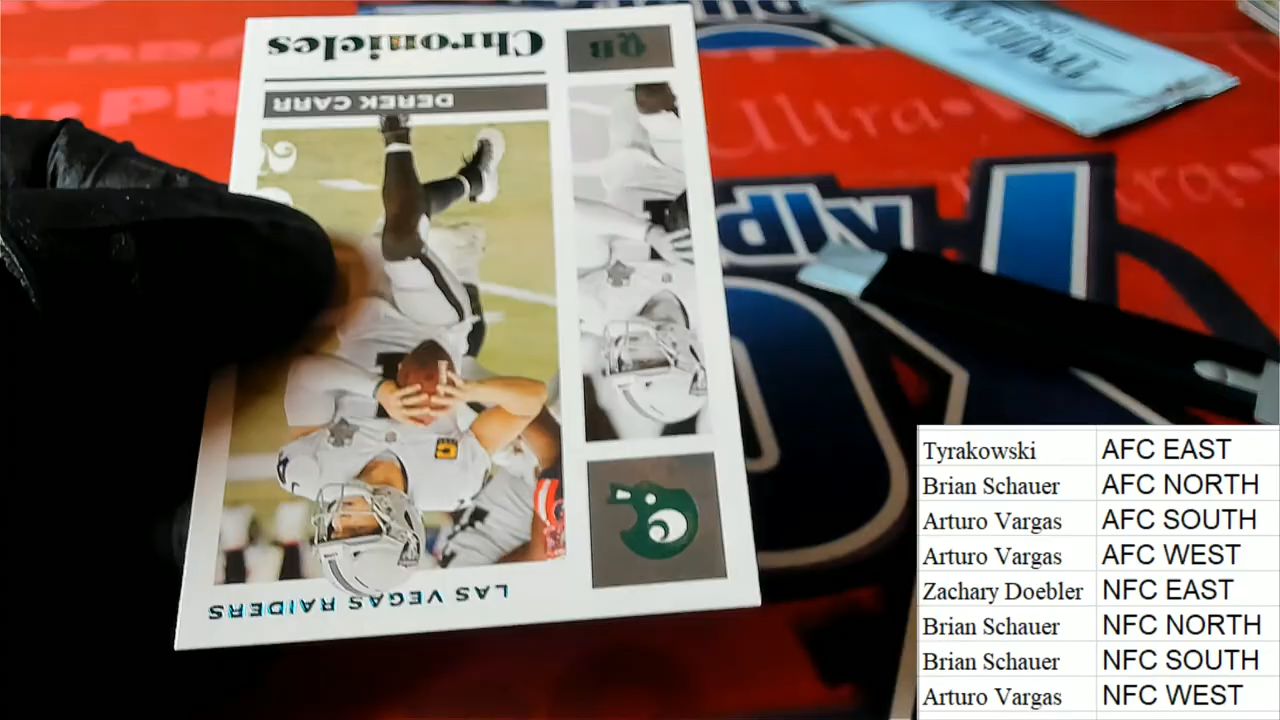 Chronicles
QB
DEREK CARR
LAS VEGAS RAIDERS
Ultra
Tyrakowski AFC EAST
Brian Schauer AFC NORTH
Arturo Vargas AFC SOUTH
Arturo Vargas AFC WEST
Zachary Doebler NFC EAST
Brian Schauer NFC NORTH
Brian Schauer NFC SOUTH
Arturo Vargas NFC WEST